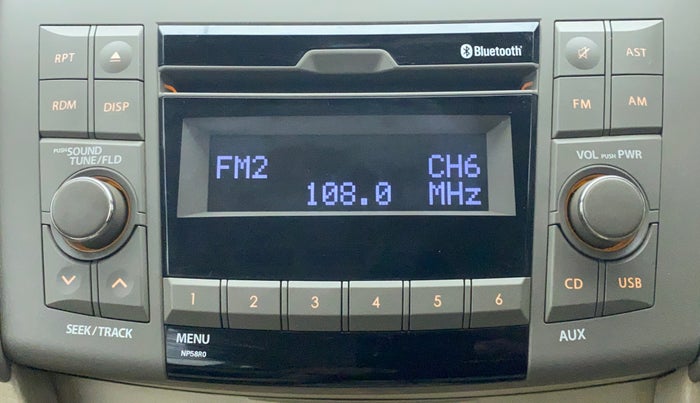 RPT
RDM
DISP
PUSH SOUND
TUNE/FLD
SEEK/TRACK
Bluetooth
FM2 CH6
108.0 MHz
1 2 3 4 5 6
MENU
NP58R0
AST
FM
AM
VOL PUSH PWR
CD
USB
AUX